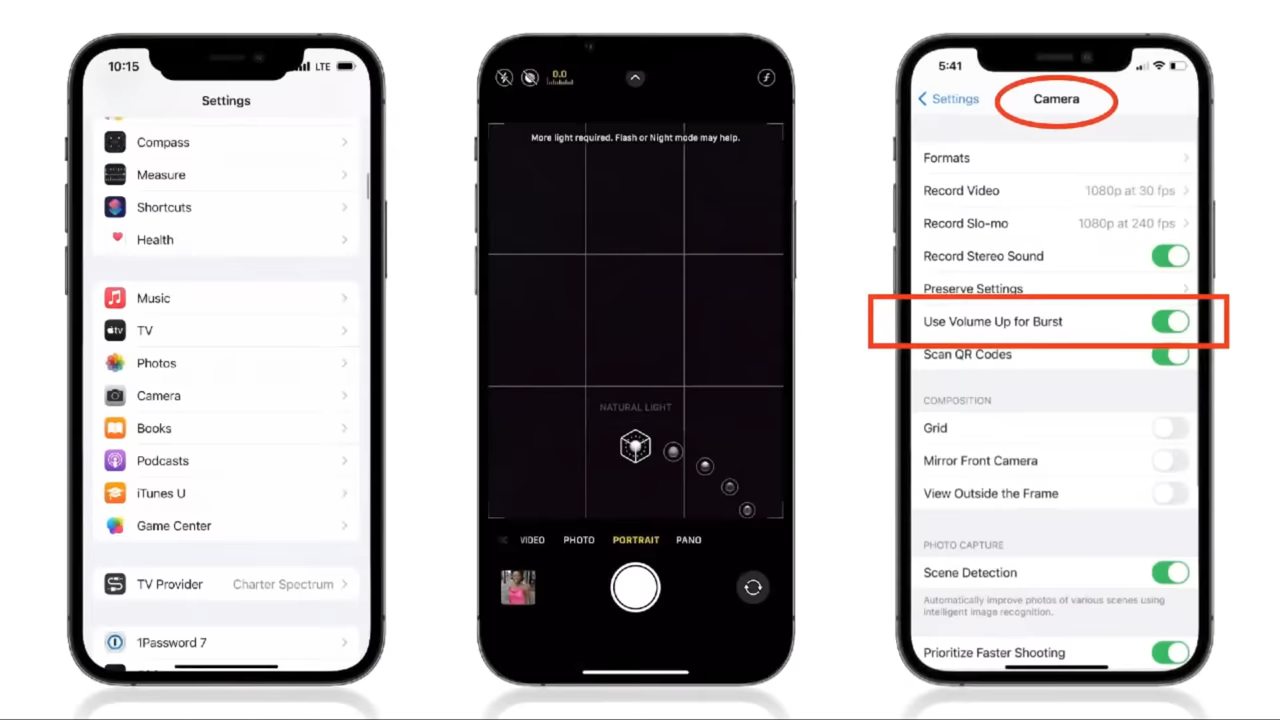 10:15
LTE
Settings
Compass
Measure
Shortcuts
Health
Music
tv
TV
Photos
Camera
Books
Podcasts
iTunes U
Game Center
TV Provider Charter Spectrum
1Password 7
0.0
More light required. Flash or Night mode may help.
NATURAL LIGHT
VIDEO PHOTO PORTRAIT PANO
5:41
Settings Camera
Formats
Record Video 1080p at 30 fps
Record Slo-mo 1080p at 240 fps
Record Stereo Sound
Preserve Settings
Use Volume Up for Burst
Scan QR Codes
COMPOSITION
Grid
Mirror Front Camera
View Outside the Frame
PHOTO CAPTURE
Scene Detection
Automatically improve photos of various scenes using
intelligent image recognition.
Prioritize Faster Shooting